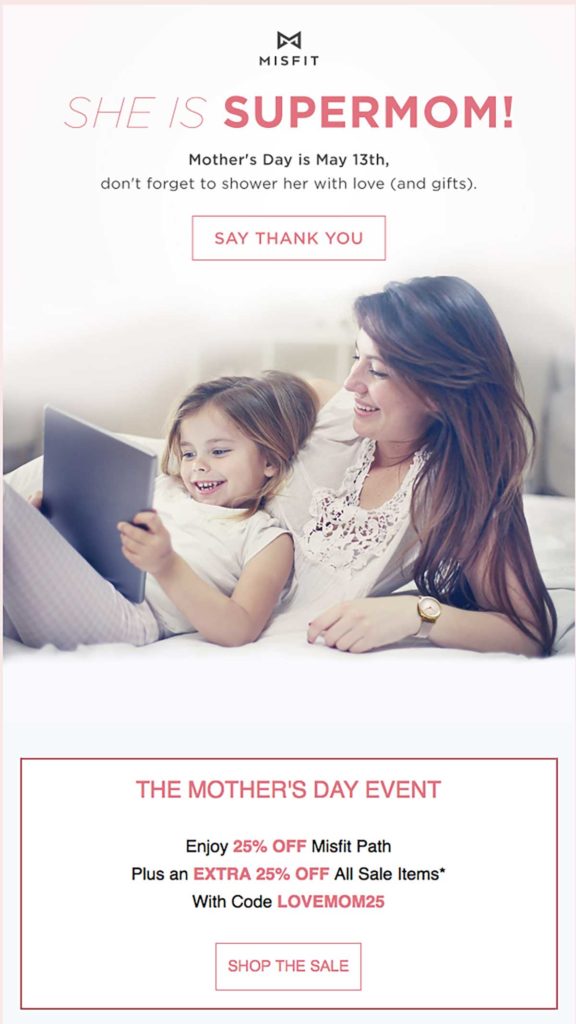 MISFIT
SHE IS SUPERMOM!
Mother's Day is May 13th,
don't forget to shower her with love (and gifts).
SAY THANK YOU
THE MOTHER'S DAY EVENT
Enjoy 25% OFF Misfit Path
Plus an EXTRA 25% OFF All Sale Items*
With Code LOVEMOM25
SHOP THE SALE